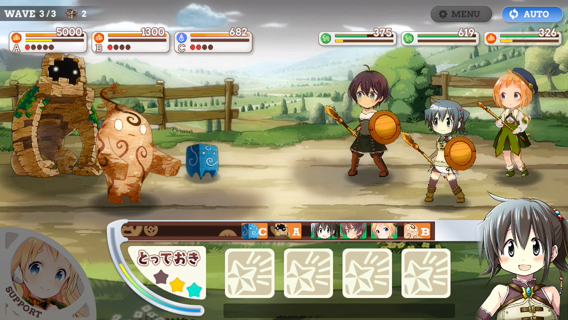 WAVE 3/3 2
MENU
AUTO
5000
A
1300
B
682
C
375
619
326
とっておき
C A B
SUPPORT